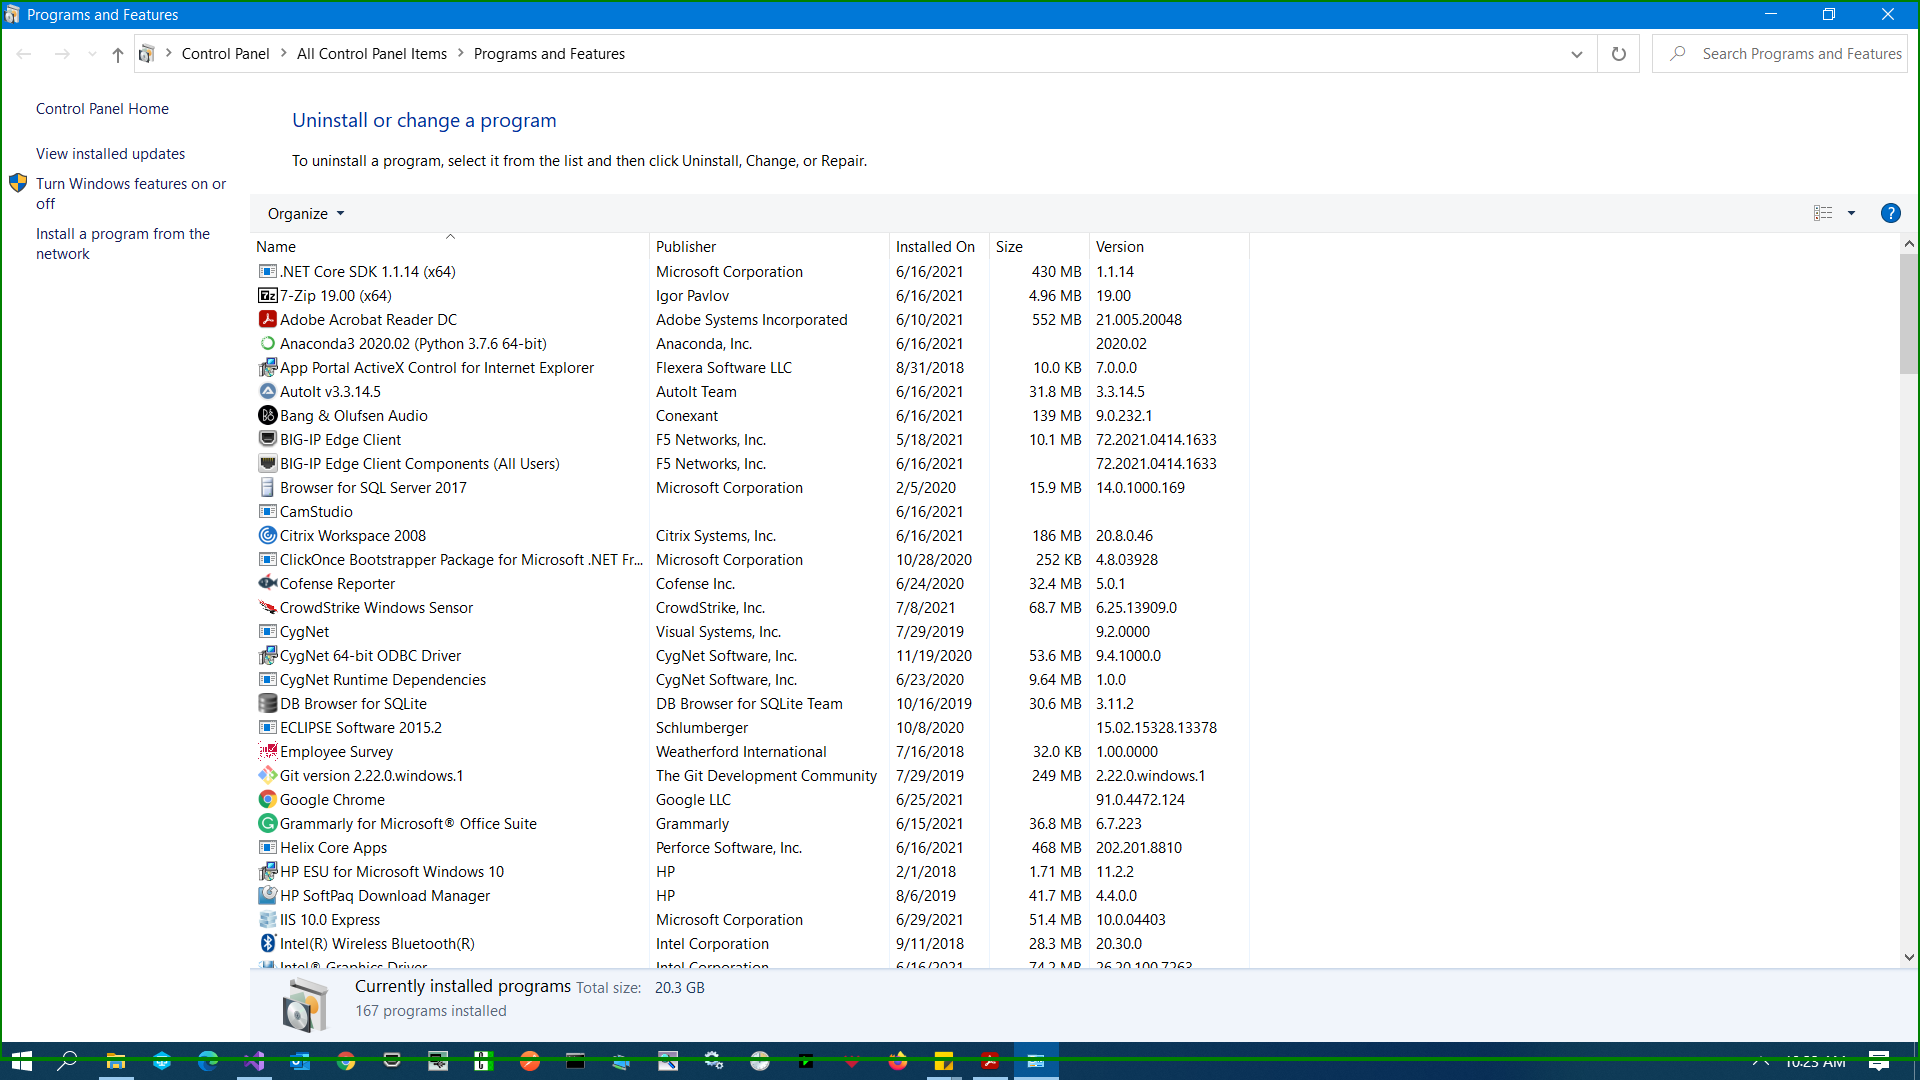 Programs and Features
Control Panel All Control Panel Items Programs and Features
Search Programs and Features
Control Panel Home
View installed updates
Turn Windows features on or
off
Install a program from the
network
Uninstall or change a program
To uninstall a program, select it from the list and then click Uninstall, Change, or Repair.
Organize
Name Publisher Installed On Size Version
.NET Core SDK 1.1.14 (x64) Microsoft Corporation 6/16/2021 430 MB 1.1.14
7-Zip 19.00 (x64) Igor Pavlov 6/16/2021 4.96 MB 19.00
Adobe Acrobat Reader DC Adobe Systems Incorporated 6/10/2021 552 MB 21.005.20048
Anaconda3 2020.02 (Python 3.7.6 64-bit) Anaconda, Inc. 6/16/2021 2020.02
App Portal ActiveX Control for Internet Explorer Flexera Software LLC 8/31/2018 10.0 KB 7.0.0.0
AutoIt v3.3.14.5 AutoIt Team 6/16/2021 31.8 MB 3.3.14.5
Bang & Olufsen Audio Conexant 6/16/2021 139 MB 9.0.232.1
BIG-IP Edge Client F5 Networks, Inc. 5/18/2021 10.1 MB 72.2021.0414.1633
BIG-IP Edge Client Components (All Users) F5 Networks, Inc. 6/16/2021 72.2021.0414.1633
Browser for SQL Server 2017 Microsoft Corporation 2/5/2020 15.9 MB 14.0.1000.169
CamStudio 6/16/2021
Citrix Workspace 2008 Citrix Systems, Inc. 6/16/2021 186 MB 20.8.0.46
ClickOnce Bootstrapper Package for Microsoft .NET Fr... Microsoft Corporation 10/28/2020 252 KB 4.8.03928
Cofense Reporter Cofense Inc. 6/24/2020 32.4 MB 5.0.1
CrowdStrike Windows Sensor CrowdStrike, Inc. 7/8/2021 68.7 MB 6.25.13909.0
CygNet Visual Systems, Inc. 7/29/2019 9.2.0000
CygNet 64-bit ODBC Driver CygNet Software, Inc. 11/19/2020 53.6 MB 9.4.1000.0
CygNet Runtime Dependencies CygNet Software, Inc. 6/23/2020 9.64 MB 1.0.0
DB Browser for SQLite DB Browser for SQLite Team 10/16/2019 30.6 MB 3.11.2
ECLIPSE Software 2015.2 Schlumberger 10/8/2020 15.02.15328.13378
Employee Survey Weatherford International 7/16/2018 32.0 KB 1.00.0000
Git version 2.22.0.windows.1 The Git Development Community 7/29/2019 249 MB 2.22.0.windows.1
Google Chrome Google LLC 6/25/2021 91.0.4472.124
Grammarly for Microsoft® Office Suite Grammarly 6/15/2021 36.8 MB 6.7.223
Helix Core Apps Perforce Software, Inc. 6/16/2021 468 MB 202.201.8810
HP ESU for Microsoft Windows 10 HP 2/1/2018 1.71 MB 11.2.2
HP SoftPaq Download Manager HP 8/6/2019 41.7 MB 4.4.0.0
IIS 10.0 Express Microsoft Corporation 6/29/2021 51.4 MB 10.0.04403
Intel(R) Wireless Bluetooth(R) Intel Corporation 9/11/2018 28.3 MB 20.30.0
Intel® Graphics Driver Intel Corporation 6/16/2021 74.2 MB 26.20.100.7263
Currently installed programs Total size: 20.3 GB
167 programs installed
10:23 AM